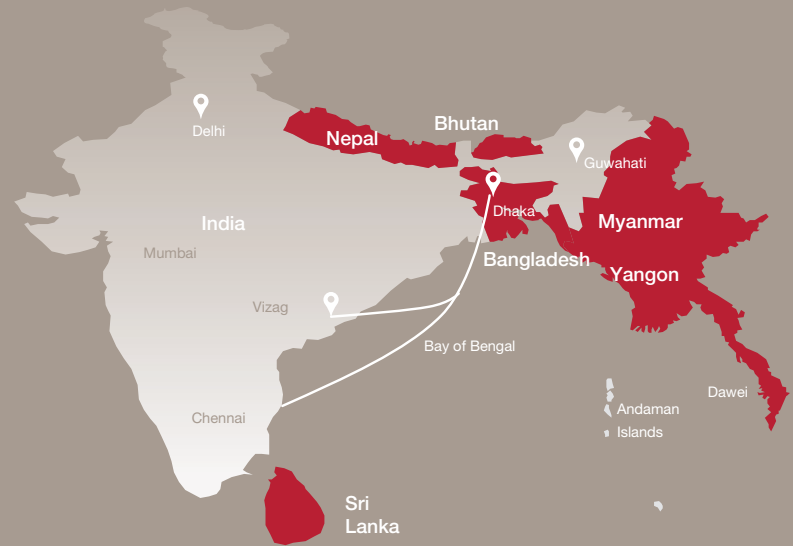 Bhutan
Delhi
Nepal
Guwahati
Dhaka
India
Myanmar
Mumbai
Bangladesh
Yangon
Vizag
Bay of Bengal
Dawei
Andaman
Islands
Chennai
Sri
Lanka